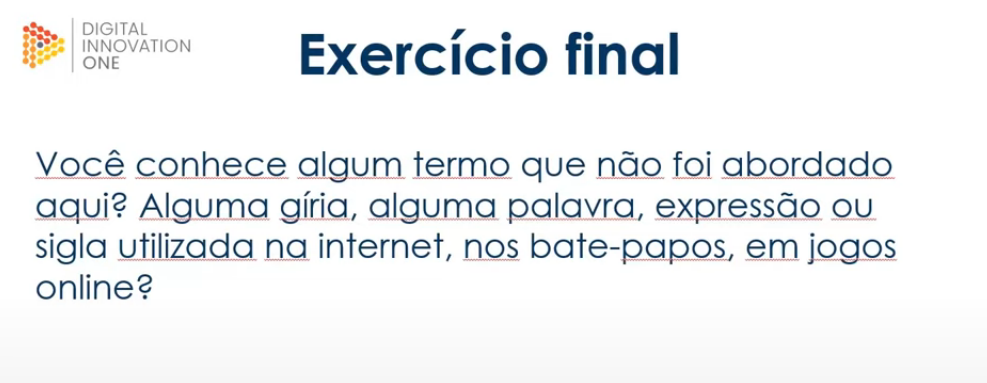 DIGITAL
INNOVATION
ONE
Exercício final
Você conhece algum termo que não foi abordado
aqui? Alguma gíria, alguma palavra, expressão ou
sigla utilizada na internet, nos bate-papos, em jogos
online?